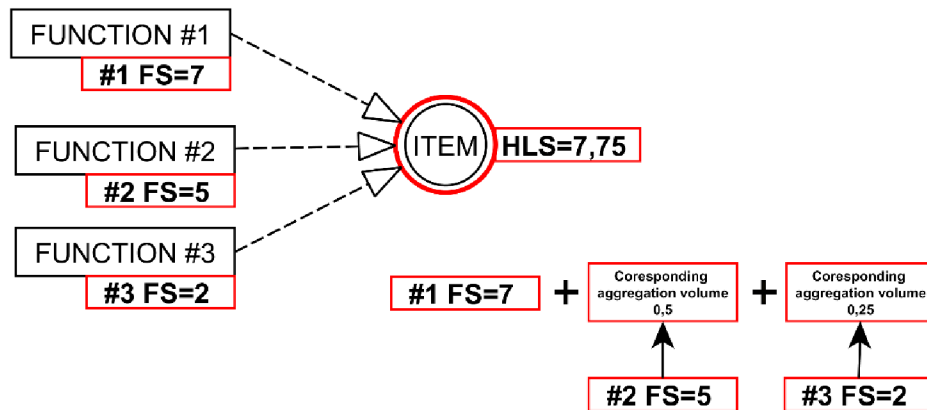 FUNCTION #1
#1 FS=7
FUNCTION #2
#2 FS=5
FUNCTION #3
#3 FS=2
ITEM
HLS=7,75
#1 FS=7
+
Coresponding
aggregation volume
0,5
+
Coresponding
aggregation volume
0,25
#2 FS=5
#3 FS=2